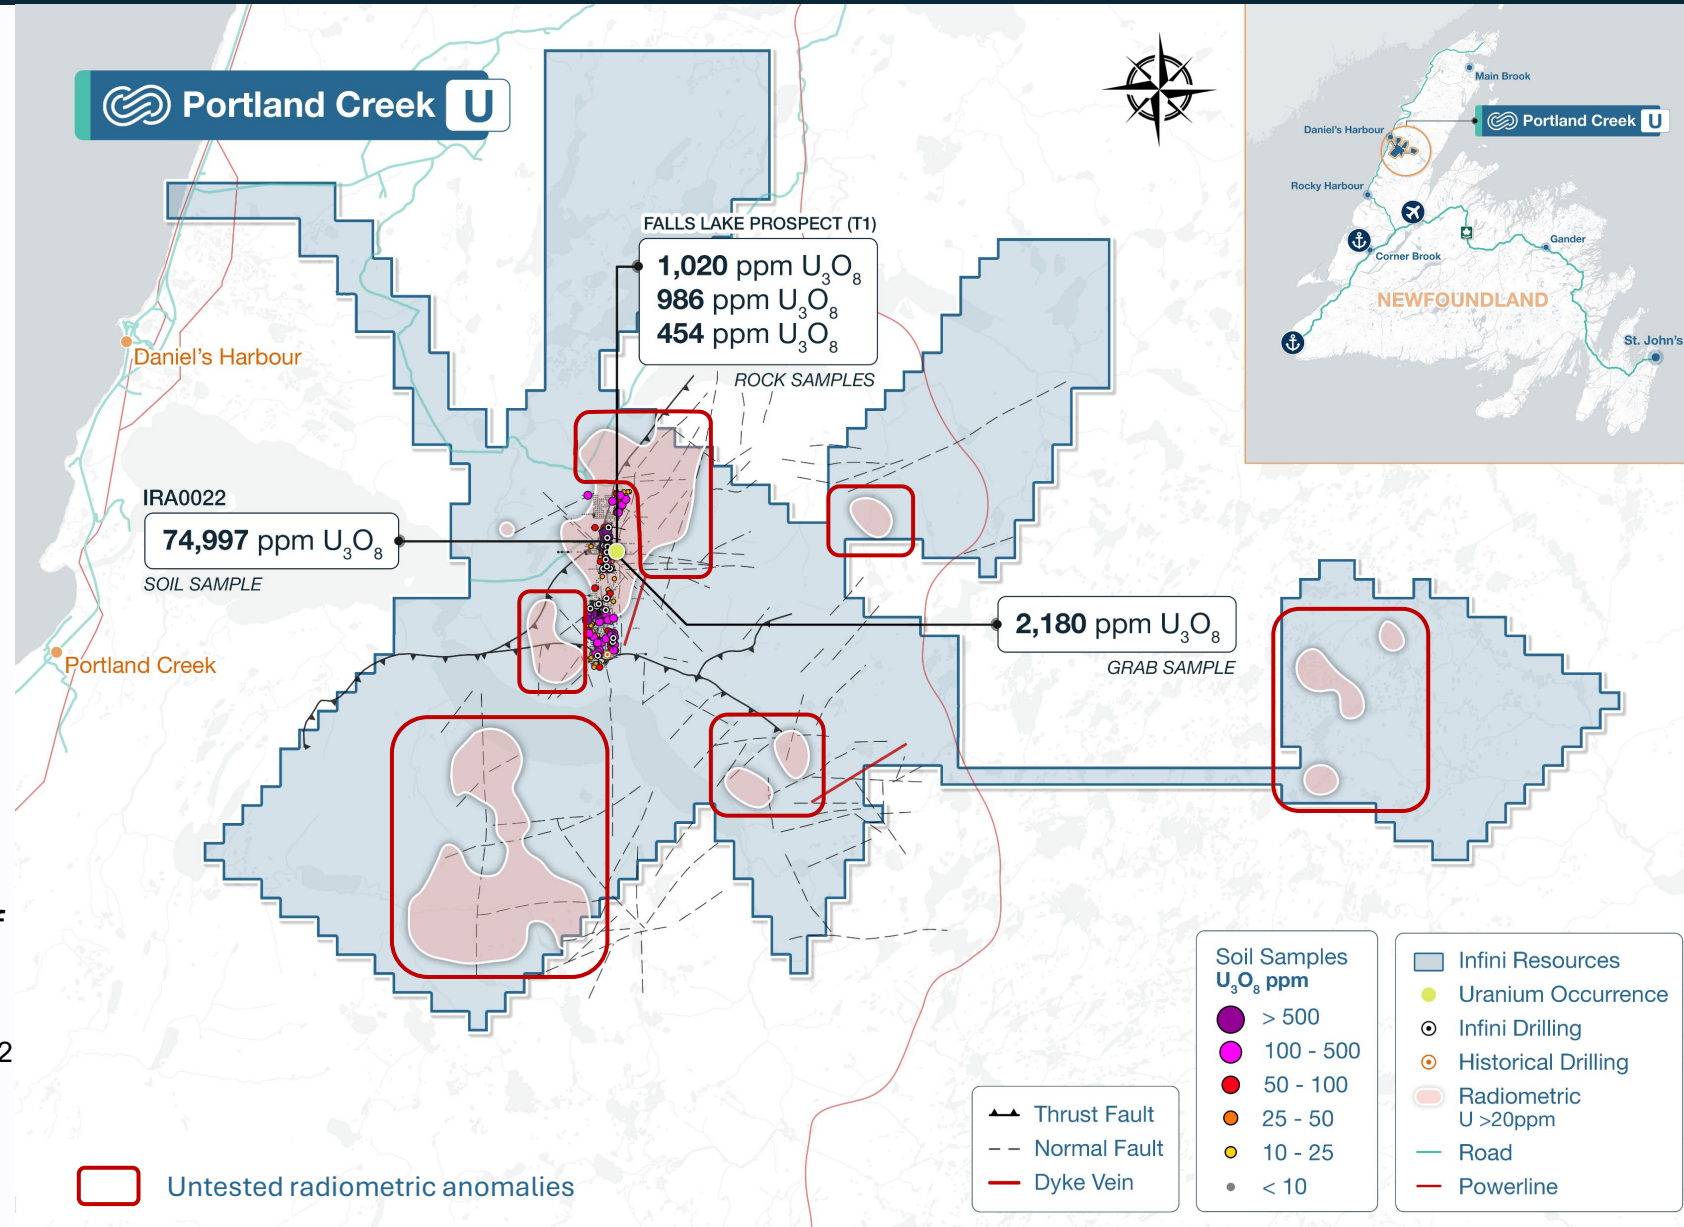 Portland Creek U
FALLS LAKE PROSPECT (T1)
1,020 ppm U₃O₈
986 ppm U₃O₈
454 ppm U₃O₈
ROCK SAMPLES
Daniel's Harbour
IRA0022
74,997 ppm U₃O₈
SOIL SAMPLE
Portland Creek
2,180 ppm U₃O₈
GRAB SAMPLE
Main Brook
Daniel's Harbour
Portland Creek U
Rocky Harbour
Gander
Corner Brook
NEWFOUNDLAND
St. John's
2
Untested radiometric anomalies
Thrust Fault
Normal Fault
Dyke Vein
Soil Samples
U₃O₈ ppm
> 500
100 - 500
50 - 100
25 - 50
10 - 25
< 10
Infini Resources
Uranium Occurrence
Infini Drilling
Historical Drilling
Radiometric
U >20ppm
Road
Powerline